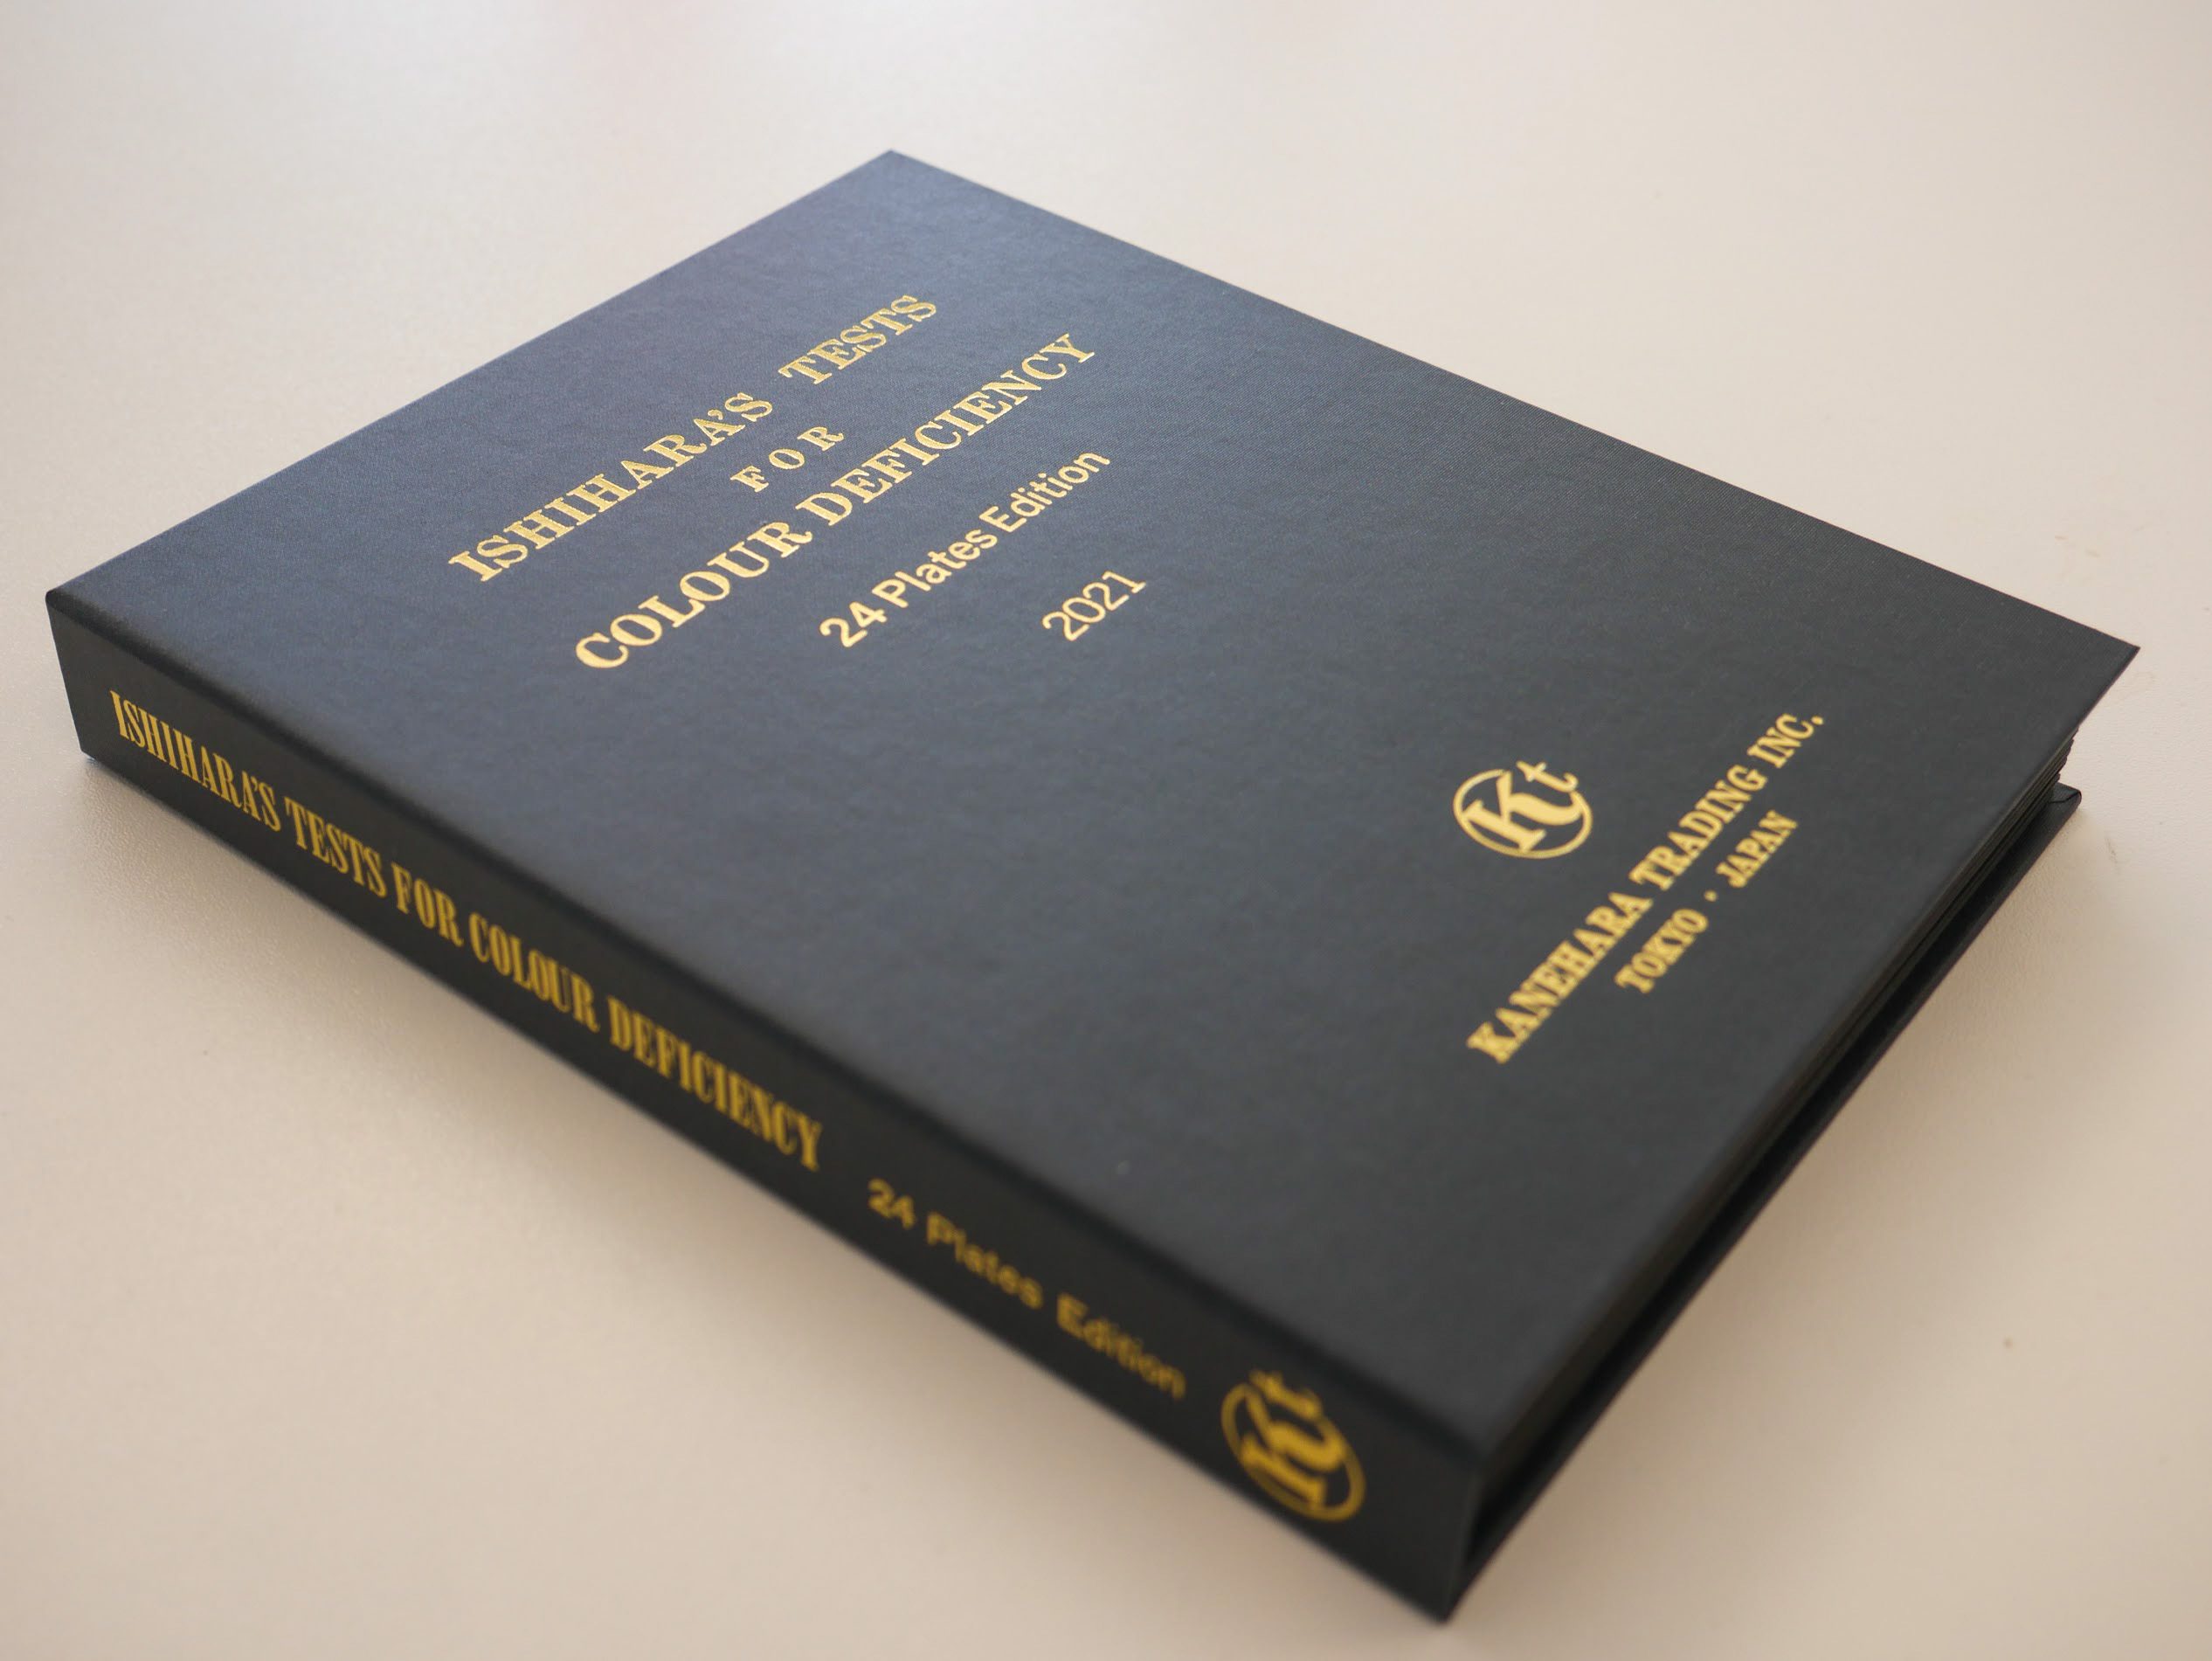 ISHIHARA'S TESTS
FOR
COLOUR DEFICIENCY
24 Plates Edition
2021
Kt
KANEHARA TRADING INC.
TOKYO · JAPAN
ISHIHARA'S TESTS FOR COLOUR DEFICIENCY 24 Plates Edition Kt